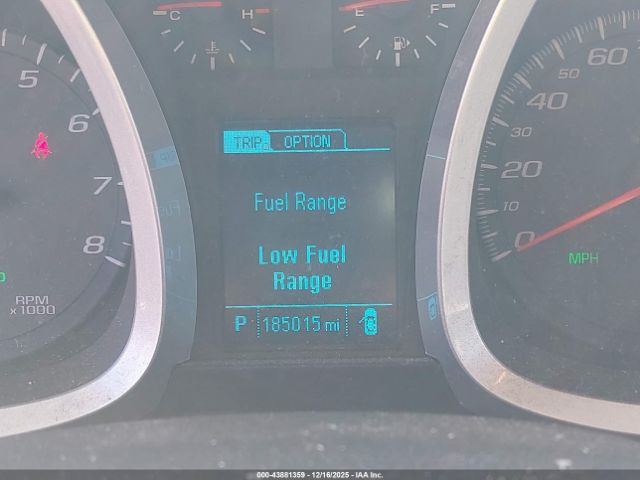 C H E F
5
6
7
8
RPM
x1000
TRIP OPTION
Fuel Range
Low Fuel
Range
P 185015 mi
60
50
40
30
20
10
0
MPH
000-43881359 - 12/16/2025 - IAA Inc.